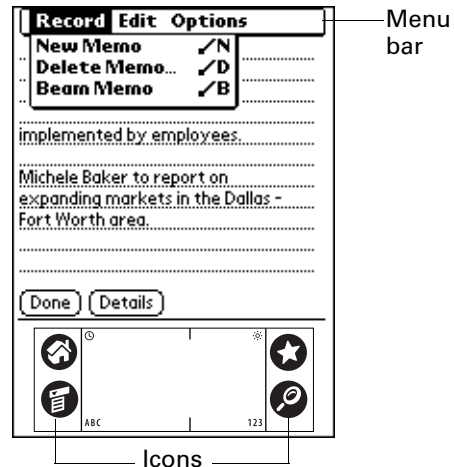 Record Edit Options
Menu
bar
New Memo ⁄N
Delete Memo... ⁄D
Beam Memo ⁄B
implemented by employees.
Michele Baker to report on
expanding markets in the Dallas -
Fort Worth area.
Done Details
ABC 123
Icons